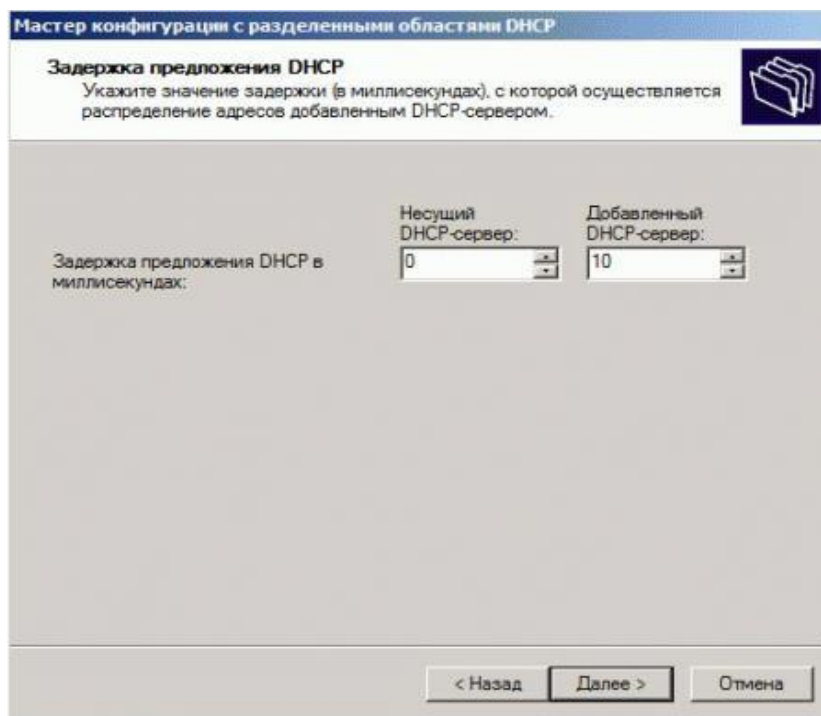 Мастер конфигурации с разделенными областями DHCP
Задержка предложения DHCP
Укажите значение задержки (в миллисекундах), с которой осуществляется
распределение адресов добавленным DHCP-сервером.
Несущий
DHCP-сервер:
Добавленный
DHCP-сервер:
Задержка предложения DHCP в
миллисекундах:
0
10
< Назад
Далее >
Отмена